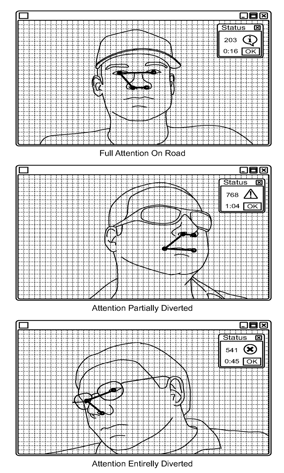 Status
203
0:16 OK
Full Attention On Road
Status
768
1:04 OK
Attention Partially Diverted
Status
541
0:45 OK
Attention Entirelly Diverted